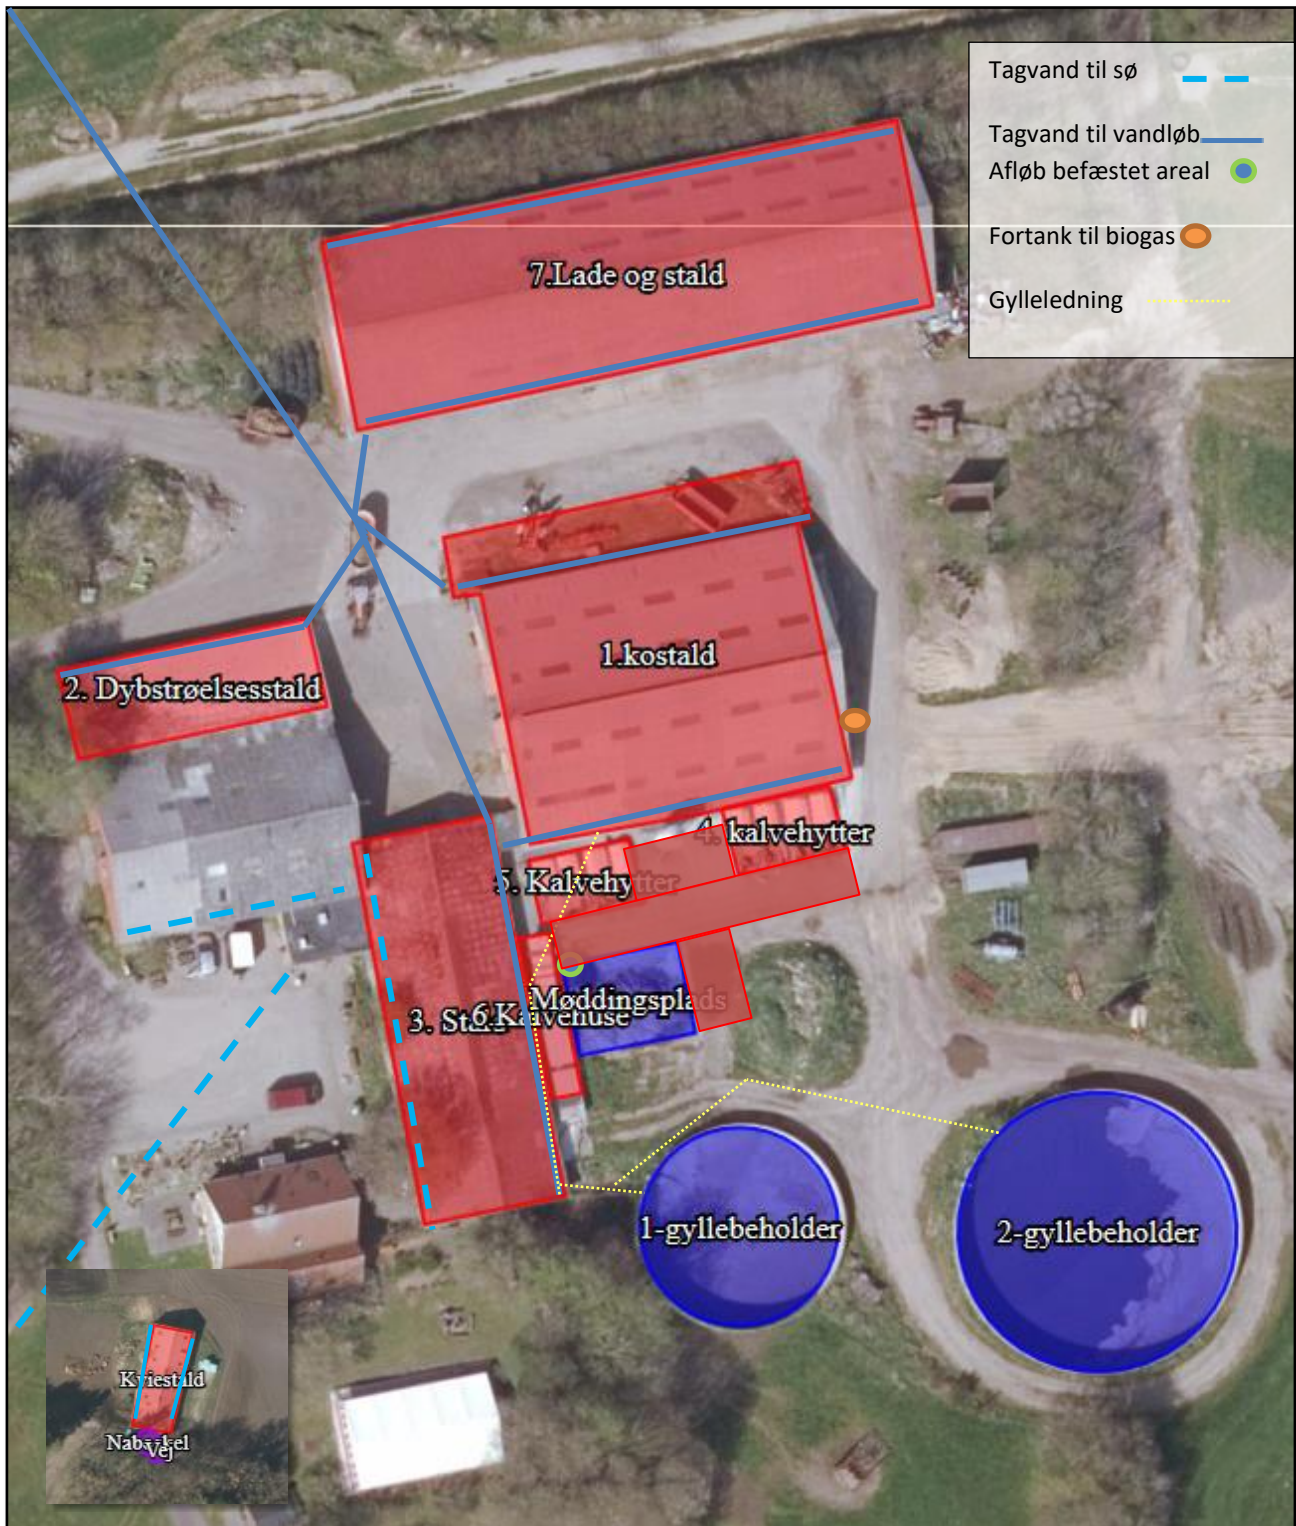 Tagvand til sø
Tagvand til vandløb
Afløb befæstet areal
Fortank til biogas
Gylleledning
7.Lade og stald
1.kostald
2. Dybstrøelsesstald
4. kalvehytter
5. Kalvehytter
Møddingsplads
3. Stald
6.Kalvehuse
1-gyllebeholder
2-gyllebeholder
Kviestald
Vej